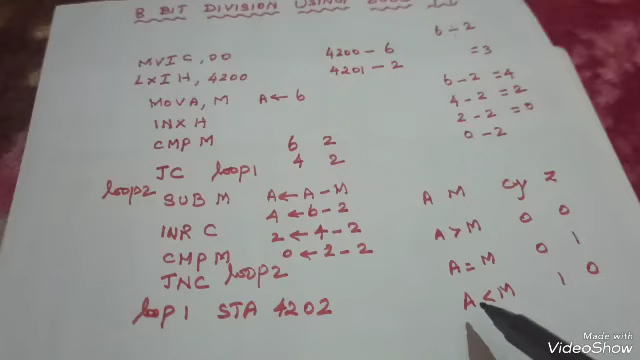 8 BIT DIVISION USING 8085
6 ÷ 2
MVI C, 00 4200 - 6 = 3
LXI H, 4200 4201 - 2
MOV A, M A ← 6 6 - 2 = 4
INX H 4 - 2 = 2
CMP M 6 2 2 - 2 = 0
JC loop1 4 2 0 - 2
loop2 SUB M A ← A - M A M Cy Z
4 ← 6 - 2
INR C 2 ← 4 - 2 A > M 0 0
CMP M 0 ← 2 - 2 A = M 0 1
JNC loop2
loop1 STA 4202 A < M 1 0
Made With
VideoShow